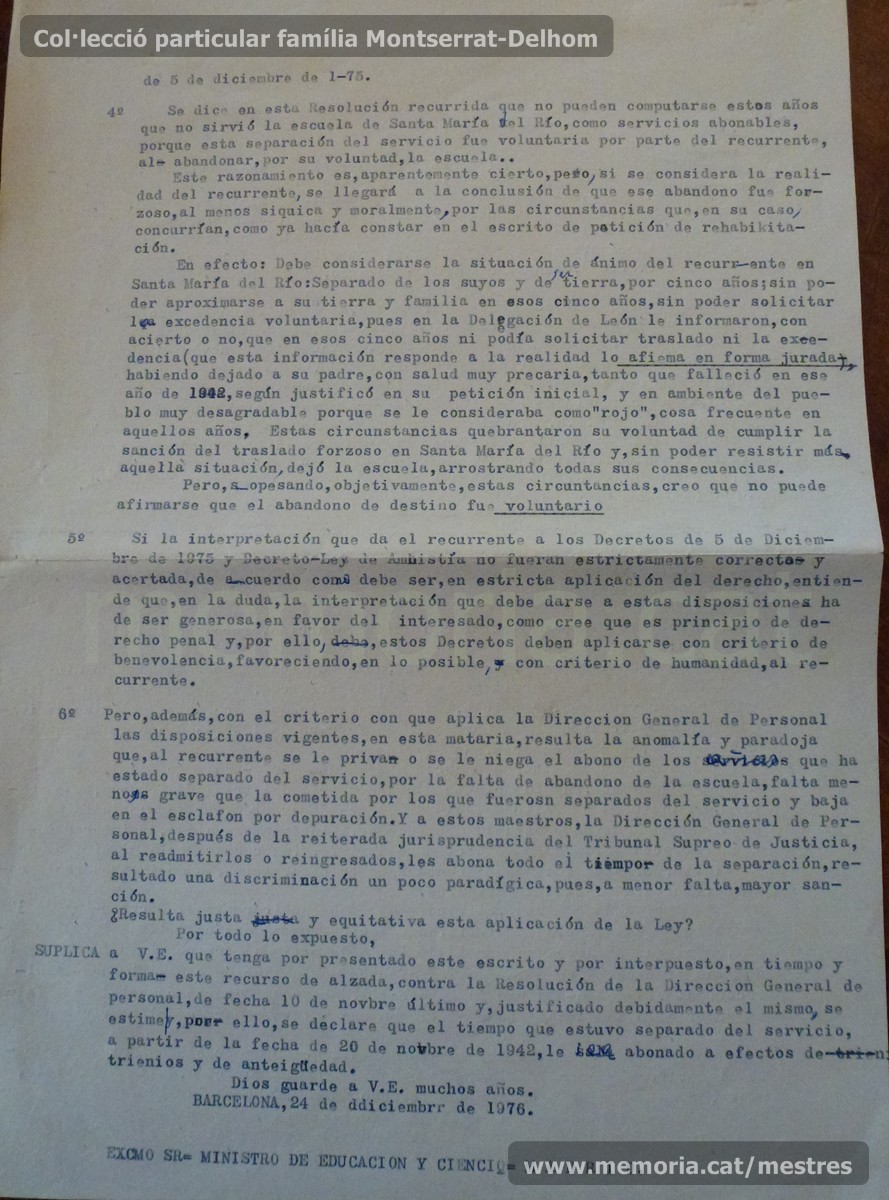 Col·lecció particular família Montserrat-Delhom
de 5 de diciembre de 1-75.
4º Se dice en esta Resolución recurrida que no pueden computarse estos años
que no sirvió la escuela de Santa María del Río,como servicios abonables,
porque esta separación del servicio fue voluntaria por parte del recurrente,
al abandonar,por su voluntad,la escuela..
Este razonamiento es,aparentemente cierto,pero,si se considera la reali-
dad del recurrente,se llegará a la conclusión de que ese abandono fue for-
zoso,al menos siquica y moralmente,por las circunstancias que,en su caso,
concurrían,como ya hacía constar en el escrito de petición de rehabikita-
ción.
En efecto: Debe considerarse la situación de ánimo del recurrente en
Santa María del Río:Separado de los suyos y de su tierra,por cinco años;sin po-
der aproximarse a su tierra y familia en esos cinco años,sin poder solicitar
la excedencia voluntaria,pues en la Delegación de León le informaron,con
acierto o no,que en esos cinco años ni podía solicitar traslado ni la exce-
dencia(que esta información responde a la realidad lo afirma en forma jurada),
habiendo dejado a su padre,con salud muy precaria,tanto que falleció en ese
año de 1942,según justificó en su petición inicial, y en ambiente del pue-
blo muy desagradable porque se le consideraba como"rojo",cosa frecuente en
aquellos años, Estas circunstancias quebrantaron su voluntad de cumplir la
sanción del traslado forzoso en Santa María del Río y,sin poder resistir más,
aquella situación,dejó la escuela,arrostrando todas sus consecuencias.
Pero,sopesando,objetivamente,estas circuntancias,creo que no puede
afirmarse que el abandono de destino fue voluntario
5º Si la interpretación que da el recurrente a los Decretos de 5 de Diciem-
bre de 1975 y Decreto-Ley de Amnistía no fueran estrictamente correctos y
acertada,de acuerdo como debe ser,en estricta aplicación del derecho,entien-
de que,en la duda,la interpretación que debe darse a estas disposiciones ha
de ser generosa,en favor del interesado,como cree que es principio de de-
recho penal y,por ello,debe,estos Decretos deben aplicarse con criterio de
benevolencia,favoreciendo,en lo posible,y con criterio de humanidad,al re-
currente.
6º Pero,además,con el criterio con que aplica la Direccion General de Personal
las disposiciones vigentes,en esta mataria,resulta la anomalía y paradoja
que,al recurrente se le privan o se le niega el abono de los que ha
estado separado del servicio,por la falta de abandono de la escuela,falta me-
nos grave que la cometida por los que fuerosn separados del servicio y baja
en el esclafon por depuración.Y a estos maestros,la Dirección General de Per-
sonal,después de la reiterada jurisprudencia del Tribunal Supreo de Justicia,
al readmitirlos o reingresados,les abona todo el tiempor de la separación,re-
sultado una discriminación un poco paradígica,pues,a menor falta,mayor san-
ción.
¿Resulta justa justa y equitativa esta aplicación de la Ley?
Por todo lo expuesto,
SUPLICA a V.E. que tenga por presentado este escrito y por interpuesto,en tiempo y
forma este recurso de alzada,contra la Resolución de la Direccion General de
personal,de fecha 10 de novbre último y,justificado debidamente el mismo,se
estime y,por ello,se declare que el tiempo que estuvo separado del servicio,
a partir de la fecha de 20 de novbre de 1942,le sea abonado a efectos de trien
trienios y de anteigüedad.
Dios guarde a V.E. muchos años.
BARCELONA,24 de ddiciembrr de 1976.
EXCMO SR= MINISTRO DE EDUCACION Y CIENCIA=
www.memoria.cat/mestres